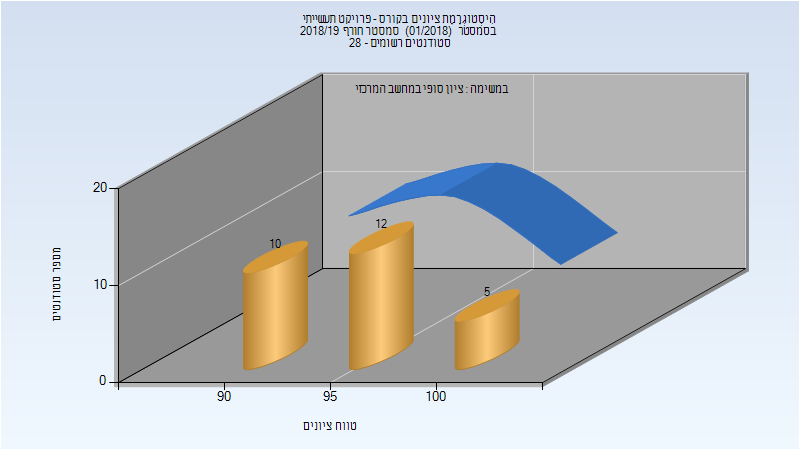 היסטוגרמת ציונים בקורס - פרויקט תעשייתי
בסמסטר (01/2018) סמסטר חורף 2018/19
סטודנטים רשומים - 28
במשימה : ציון סופי במחשב המרכזי
20
10
0
מספר סטודנטים
10
12
5
90
95
100
טווח ציונים